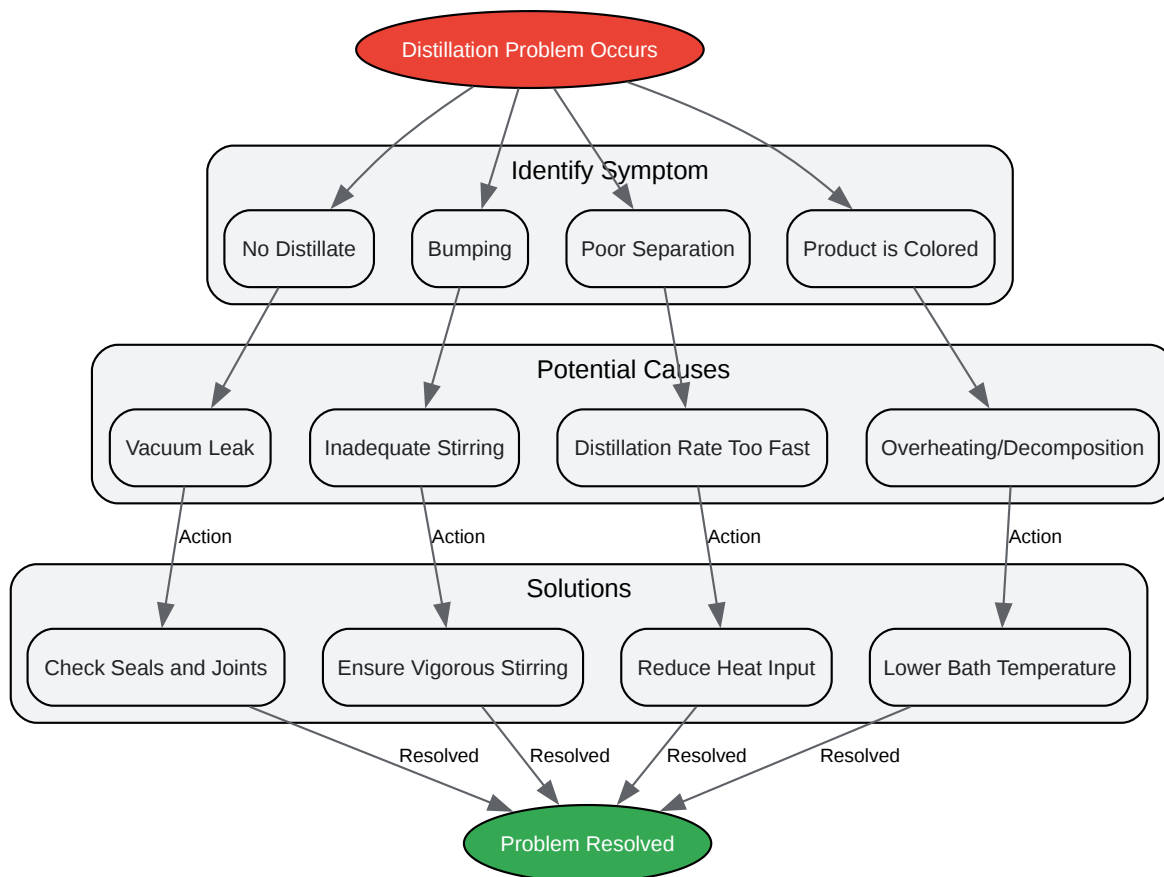 Distillation Problem Occurs
Identify Symptom
No Distillate
Bumping
Poor Separation
Product is Colored
Potential Causes
Vacuum Leak
Inadequate Stirring
Distillation Rate Too Fast
Overheating/Decomposition
Action
Action
Action
Action
Solutions
Check Seals and Joints
Ensure Vigorous Stirring
Reduce Heat Input
Lower Bath Temperature
Resolved
Resolved
Resolved
Resolved
Problem Resolved